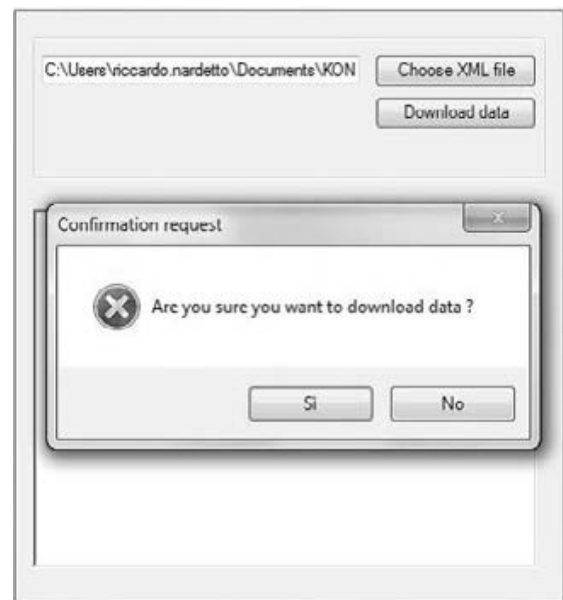 C:\Users\riccardo.nardetto\Documents\KON
Choose XML file
Download data
Confirmation request
Are you sure you want to download data ?
Sì
No